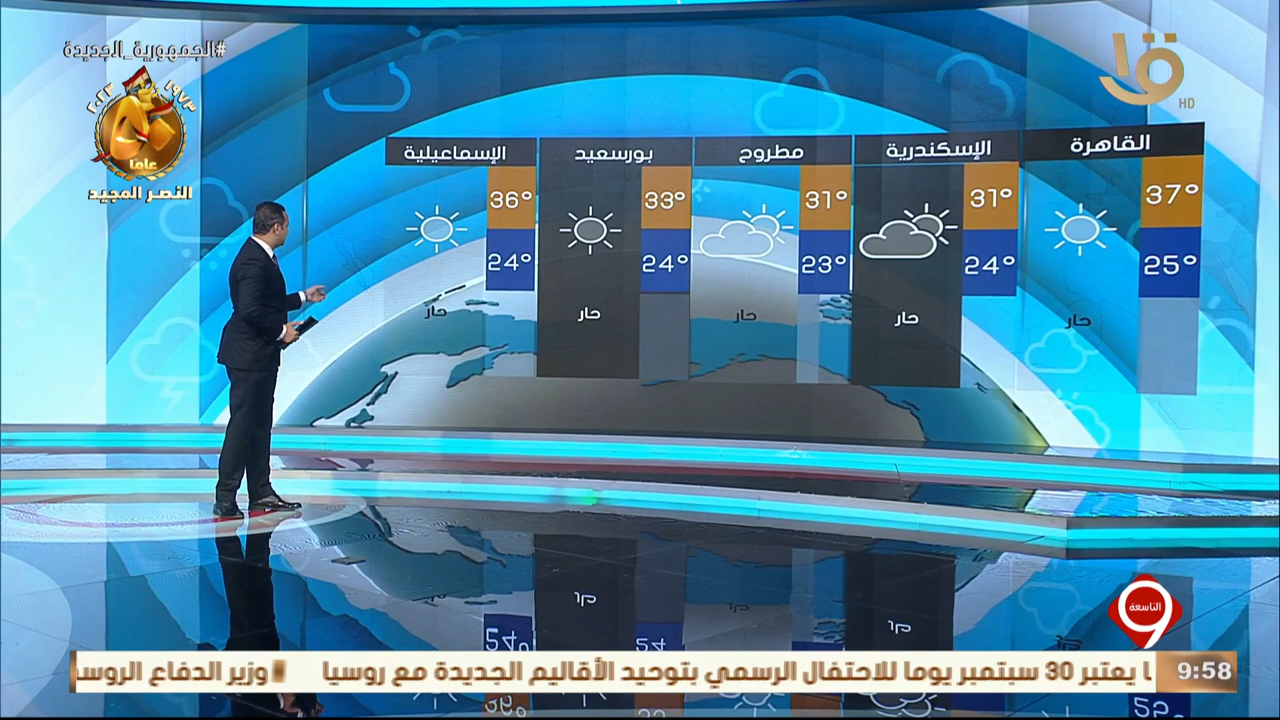 #الجمهورية_الجديدة
١٩٧٣ ٢٠٢٣
٥٠
عاما
النصر المجيد
HD
القاهرة
37°
25°
حار
الإسكندرية
31°
24°
حار
مطروح
31°
23°
حار
بورسعيد
33°
24°
حار
الإسماعيلية
36°
24°
حار
التاسعة
9
9:58
ا يعتبر 30 سبتمبر يوما للاحتفال الرسمي بتوحيد الأقاليم الجديدة مع روسيا
وزير الدفاع الروس